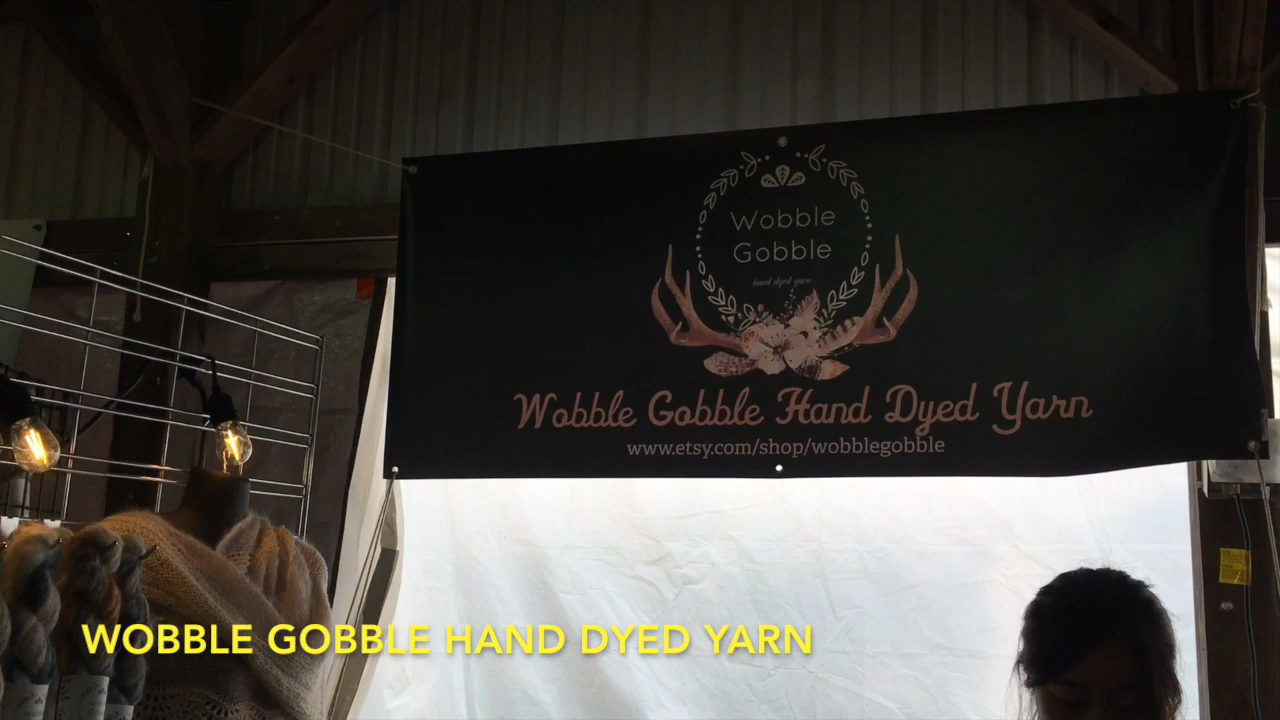 Wobble
Gobble
hand dyed yarn
Wobble Gobble Hand Dyed Yarn
www.etsy.com/shop/wobblegobble
WOBBLE GOBBLE HAND DYED YARN